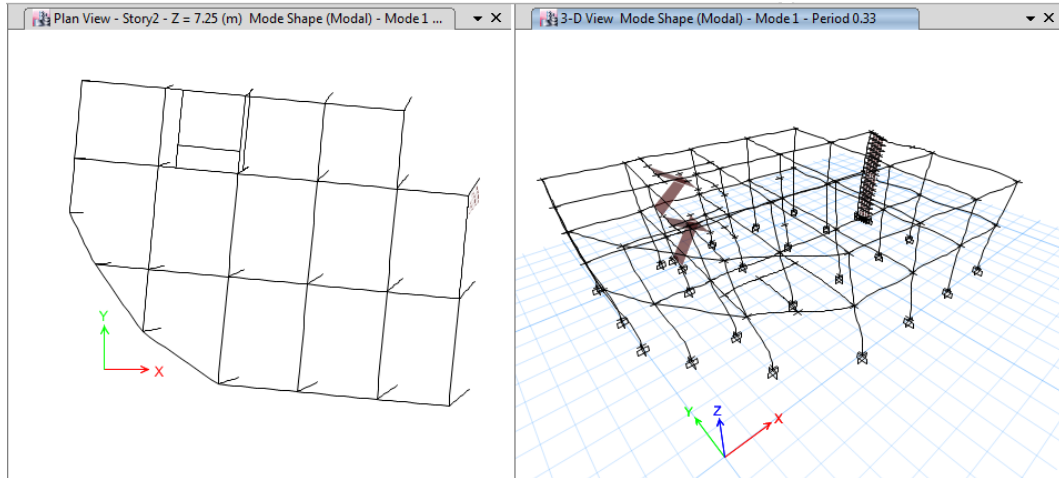 Plan View - Story2 - Z = 7.25 (m)  Mode Shape (Modal) - Mode 1 ...
3-D View  Mode Shape (Modal) - Mode 1 - Period 0.33
Y
X
Y
Z
X